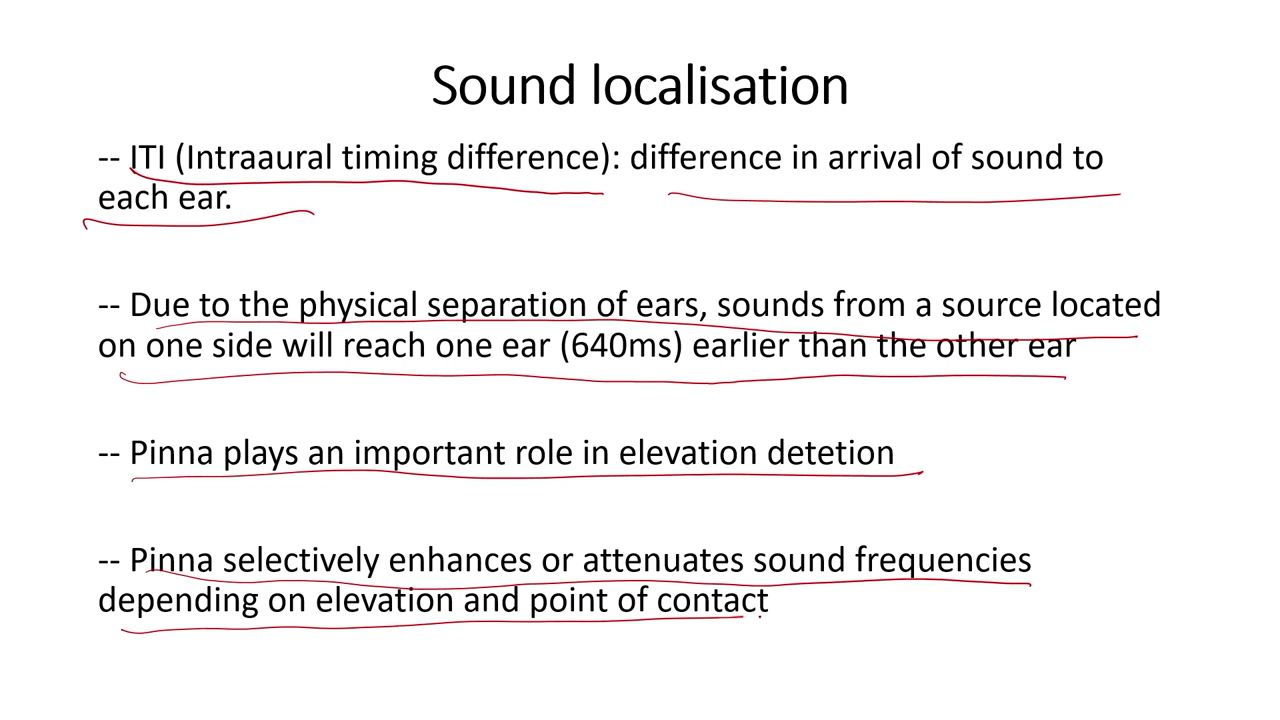 Sound localisation
-- ITI (Intraaural timing difference): difference in arrival of sound to
each ear.
-- Due to the physical separation of ears, sounds from a source located
on one side will reach one ear (640ms) earlier than the other ear
-- Pinna plays an important role in elevation detetion
-- Pinna selectively enhances or attenuates sound frequencies
depending on elevation and point of contact